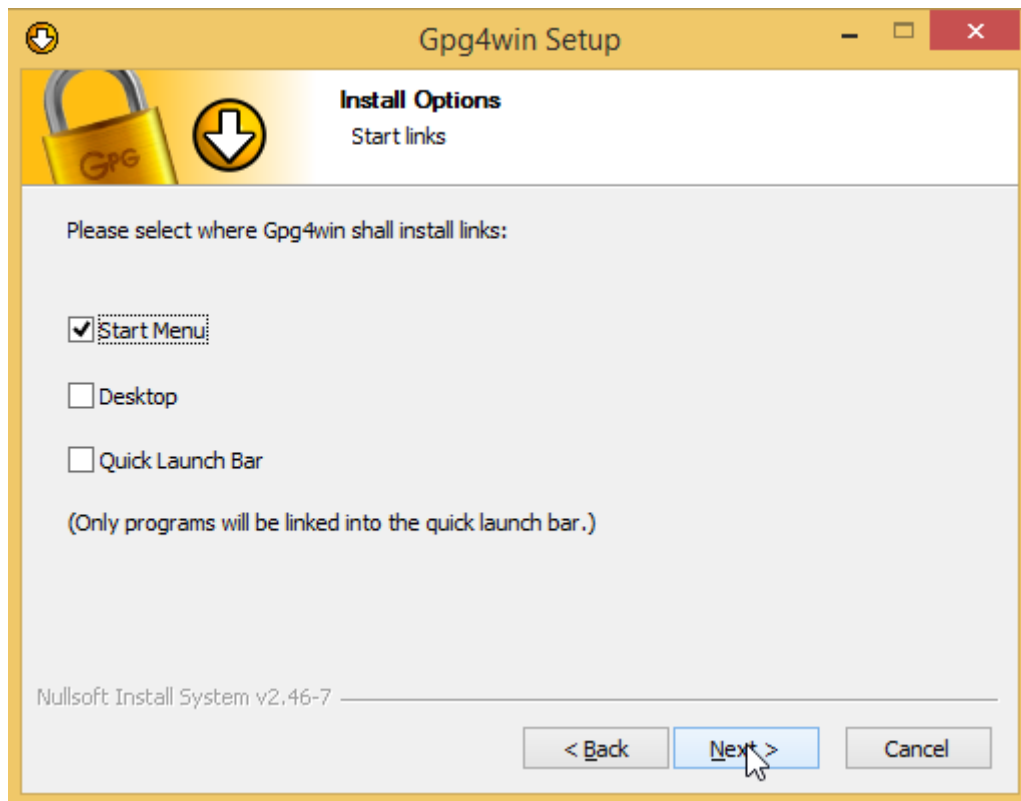 Gpg4win Setup
GPG
Install Options
Start links
Please select where Gpg4win shall install links:
Start Menu
Desktop
Quick Launch Bar
(Only programs will be linked into the quick launch bar.)
Nullsoft Install System v2.46-7
< Back Next > Cancel